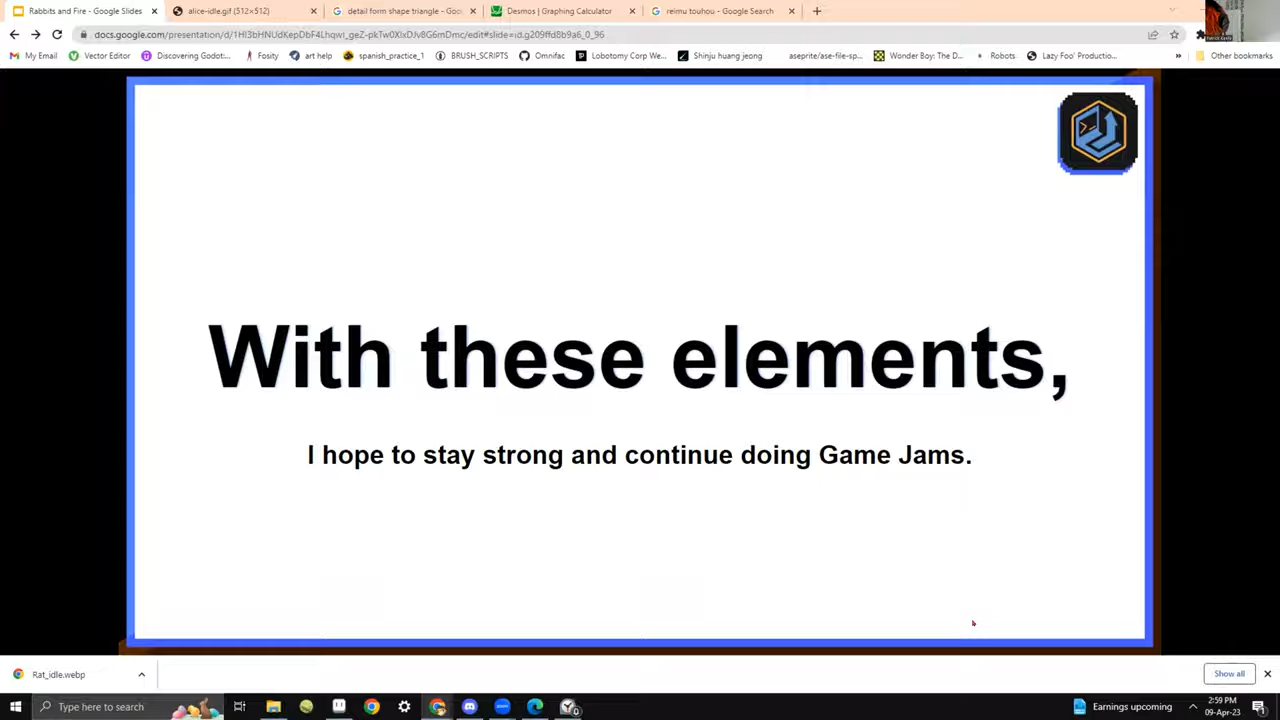 Rabbits and Fire - Google Slides
alice-idle.gif (512×512)
detail form shape triangle - Goo
Desmos | Graphing Calculator
reimu touhou - Google Search
docs.google.com/presentation/d/
My Email
Vector Editor
Discovering Godot:...
art help
Fosity
spanish_practice_1
BRUSH_SCRIPTS
Omnifac
Lobotomy Corp We...
Shinju huang jeong
aseprite/ase-file-sp...
Wonder Boy: The D...
Robots
Lazy Foo' Productio...
»
Other bookmarks
With these elements,
I hope to stay strong and continue doing Game Jams.
Rat_idle.webp
Show all
Type here to search
Earnings upcoming
2:59 PM
09-Apr-23